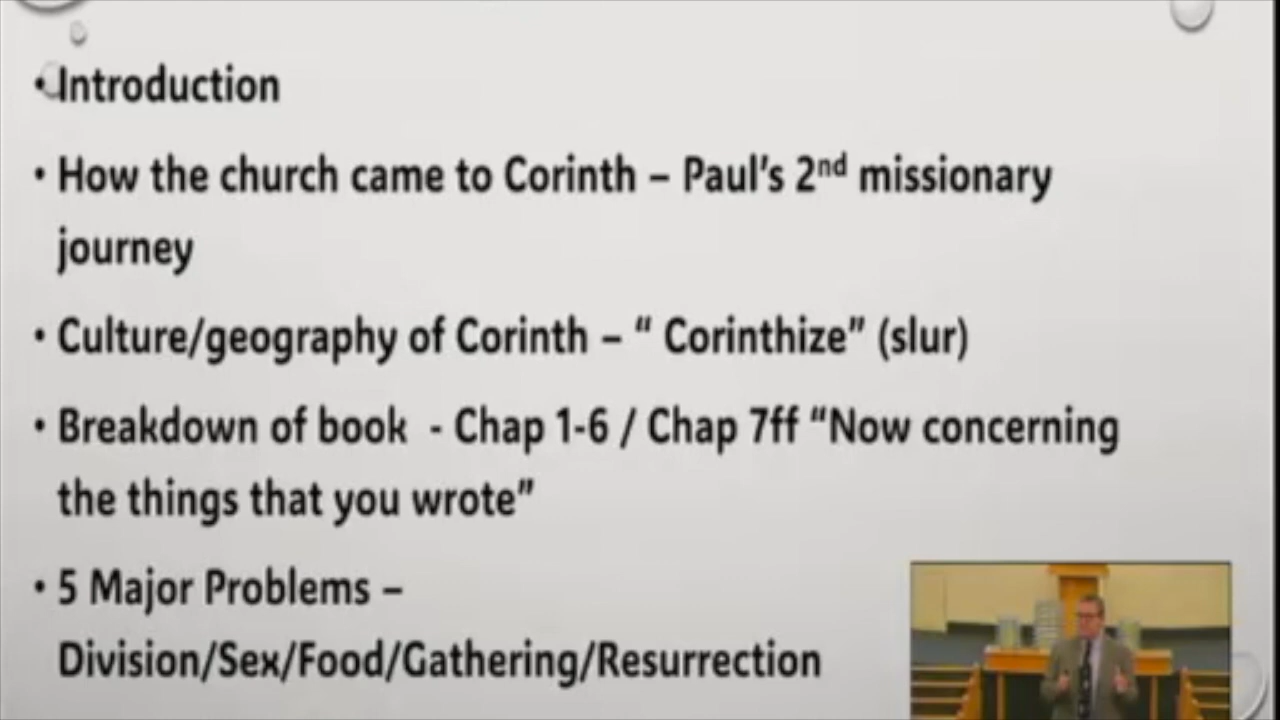 • Introduction
• How the church came to Corinth – Paul's 2nd missionary
journey
• Culture/geography of Corinth – “ Corinthize” (slur)
• Breakdown of book  - Chap 1-6 / Chap 7ff “Now concerning
the things that you wrote”
• 5 Major Problems –
Division/Sex/Food/Gathering/Resurrection